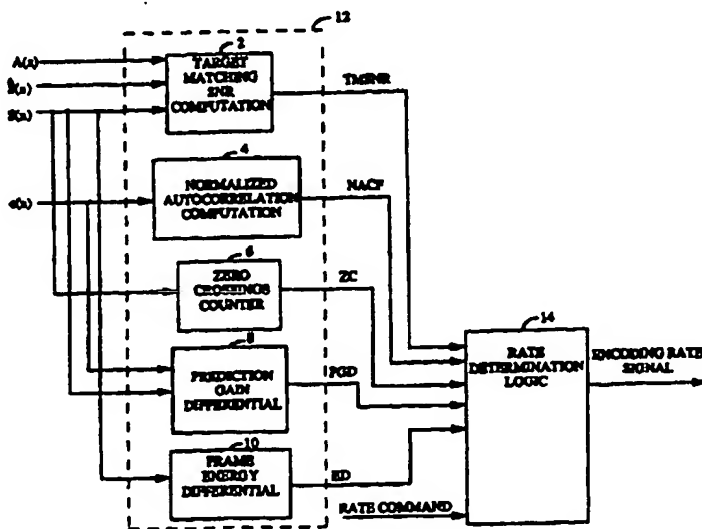 12
2
A(z)
TARGET
MATCHING
SNR
COMPUTATION
TMSNR
ŝ(n)
S(n)
4
NORMALIZED
AUTOCORRELATION
COMPUTATION
NACF
e(n)
6
ZERO
CROSSINGS
COUNTER
ZC
14
RATE
DETERMINATION
LOGIC
ENCODING RATE
SIGNAL
8
PREDICTION
GAIN
DIFFERENTIAL
PGD
10
FRAME
ENERGY
DIFFERENTIAL
ED
RATE COMMAND